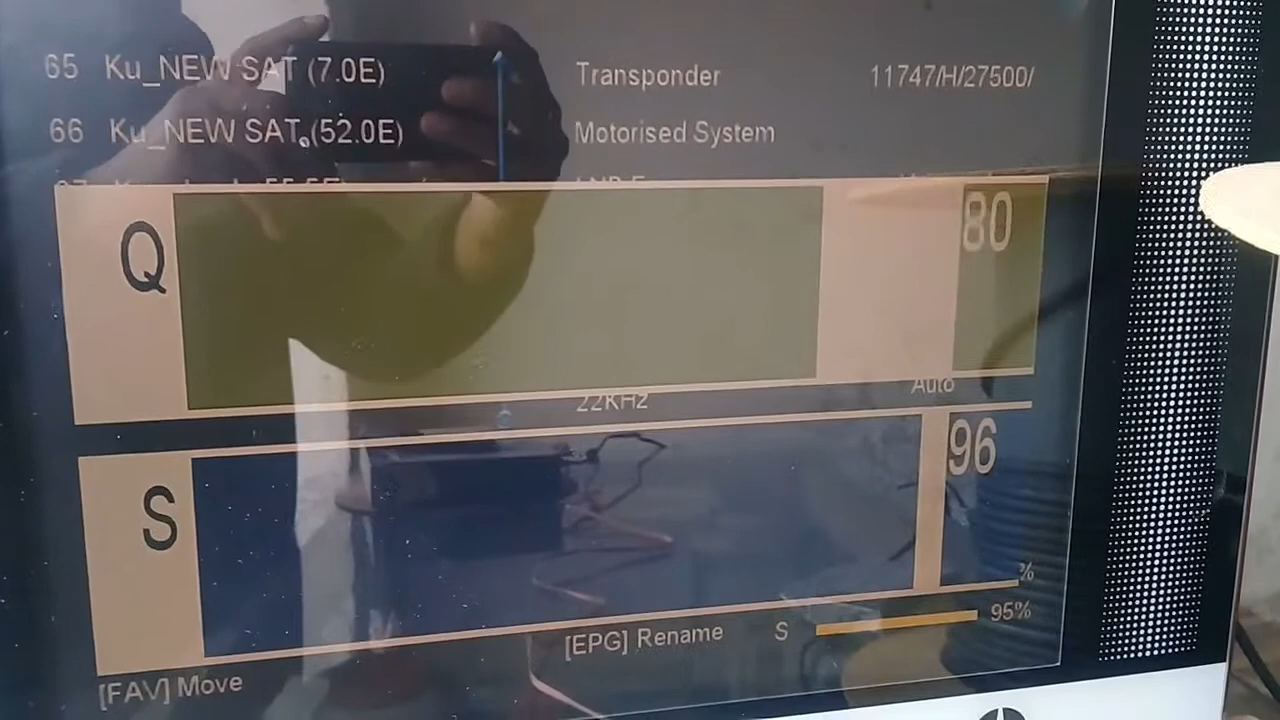 65 Ku_NEW SAT (7.0E) Transponder 11747/H/27500/
66 Ku_NEW SAT (52.0E) Motorised System
Q 80
22KHz Auto
S 96
%
[EPG] Rename S 95%
[FAV] Move